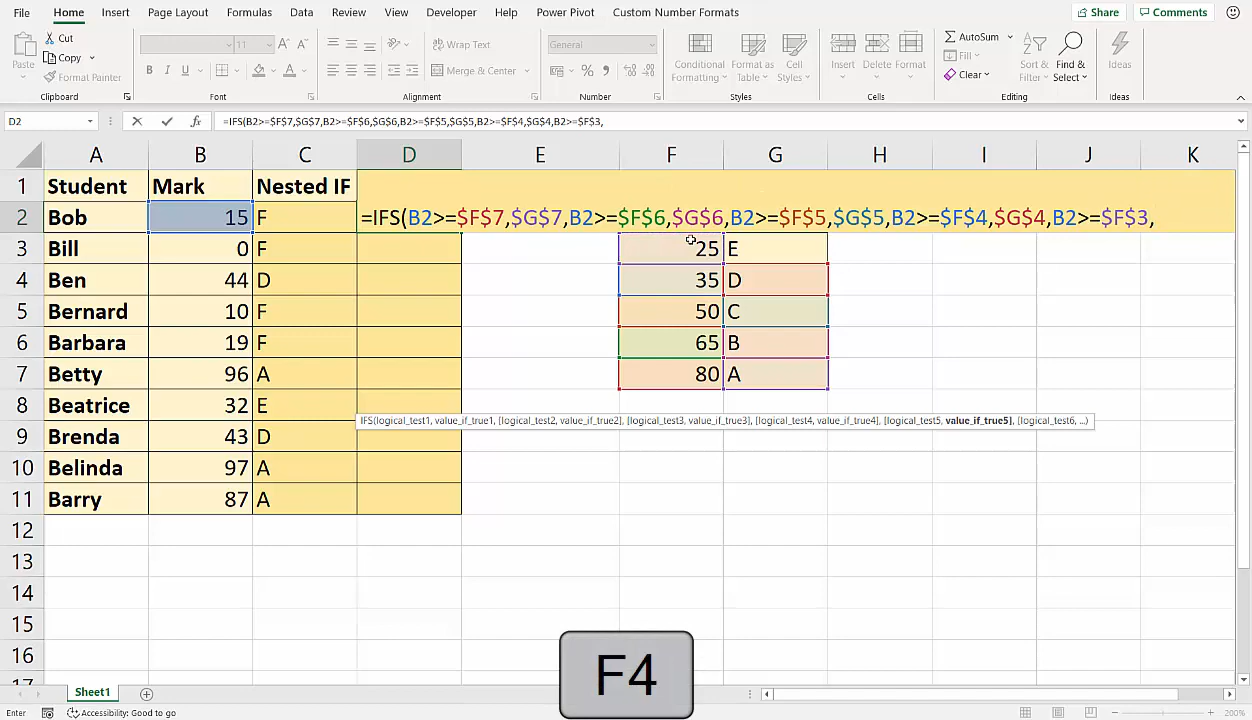 File Home Insert Page Layout Formulas Data Review View Developer Help Power Pivot Custom Number Formats Share Comments
Cut
Copy
Format Painter
Paste
Clipboard
11 A A
B I U A
Font
Wrap Text
Merge & Center
Alignment
General
%
Number
Conditional Formatting
Format as Table
Cell Styles
Styles
Insert Delete Format
Cells
AutoSum
Fill
Clear
Sort & Filter
Find & Select
Editing
Ideas
Ideas
D2 fx =IFS(B2>=$F$7,$G$7,B2>=$F$6,$G$6,B2>=$F$5,$G$5,B2>=$F$4,$G$4,B2>=$F$3,
A B C D E F G H I J K
1 Student Mark Nested IF
2 Bob 15 F =IFS(B2>=$F$7,$G$7,B2>=$F$6,$G$6,B2>=$F$5,$G$5,B2>=$F$4,$G$4,B2>=$F$3,
3 Bill 0 F 25 E
4 Ben 44 D 35 D
5 Bernard 10 F 50 C
6 Barbara 19 F 65 B
7 Betty 96 A 80 A
8 Beatrice 32 E
IFS(logical_test1, value_if_true1, [logical_test2, value_if_true2], [logical_test3, value_if_true3], [logical_test4, value_if_true4], [logical_test5, value_if_true5], [logical_test6, ...)
9 Brenda 43 D
10 Belinda 97 A
11 Barry 87 A
12
13
14
15
16
17
F4
Sheet1
Enter Accessibility: Good to go 200%